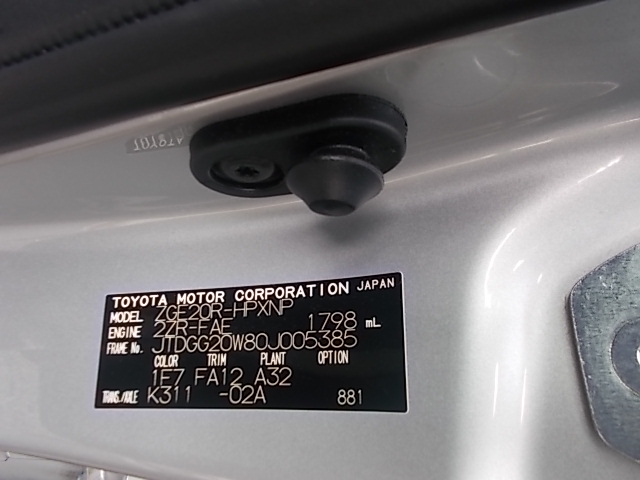 TOYOTA MOTOR CORPORATION JAPAN
MODEL ZGE20R-HPXNP
ENGINE 2ZR-FAE 1798 mL
FRAME No. JTDGG20W80J005385
COLOR TRIM PLANT OPTION
1F7 FA12 A32
TRANS./AXLE K311 -02A 881